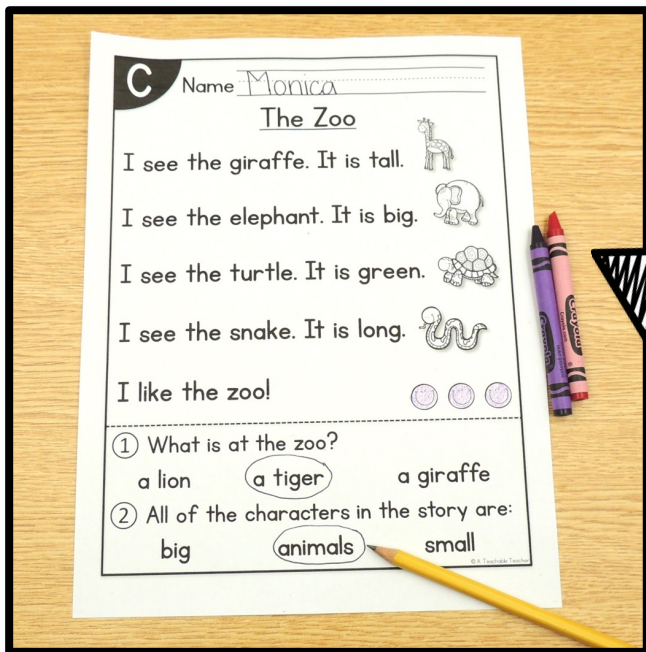 C
Name Monica
The Zoo
I see the giraffe. It is tall.
I see the elephant. It is big.
I see the turtle. It is green.
I see the snake. It is long.
I like the zoo!
1 What is at the zoo?
a lion a tiger a giraffe
2 All of the characters in the story are:
big animals small
© A Teachable Teacher
Crayola
Crayola